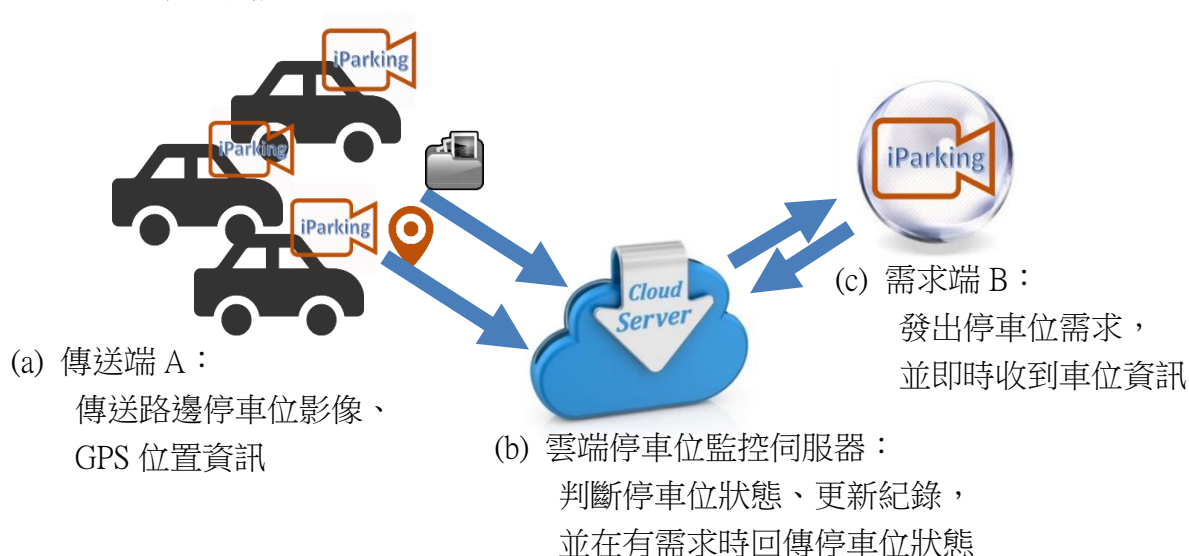 iParking
iParking
iParking
iParking
Cloud
Server
(a) 傳送端 A：
傳送路邊停車位影像、
GPS 位置資訊
(b) 雲端停車位監控伺服器：
判斷停車位狀態、更新紀錄，
並在有需求時回傳停車位狀態
(c) 需求端 B：
發出停車位需求，
並即時收到車位資訊